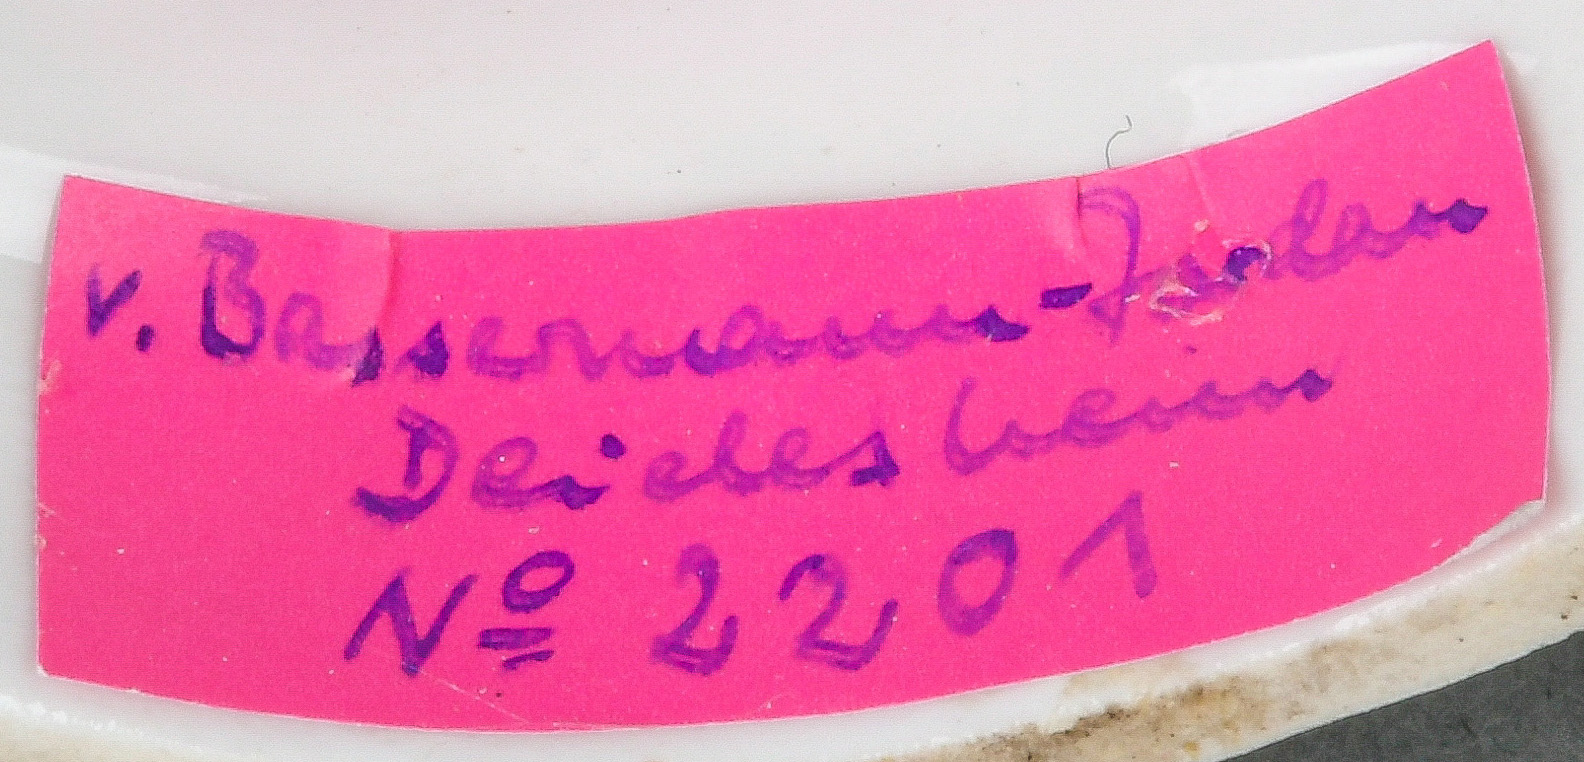 v. Bassermann-Jordan
Deidesheim
Nº 2201